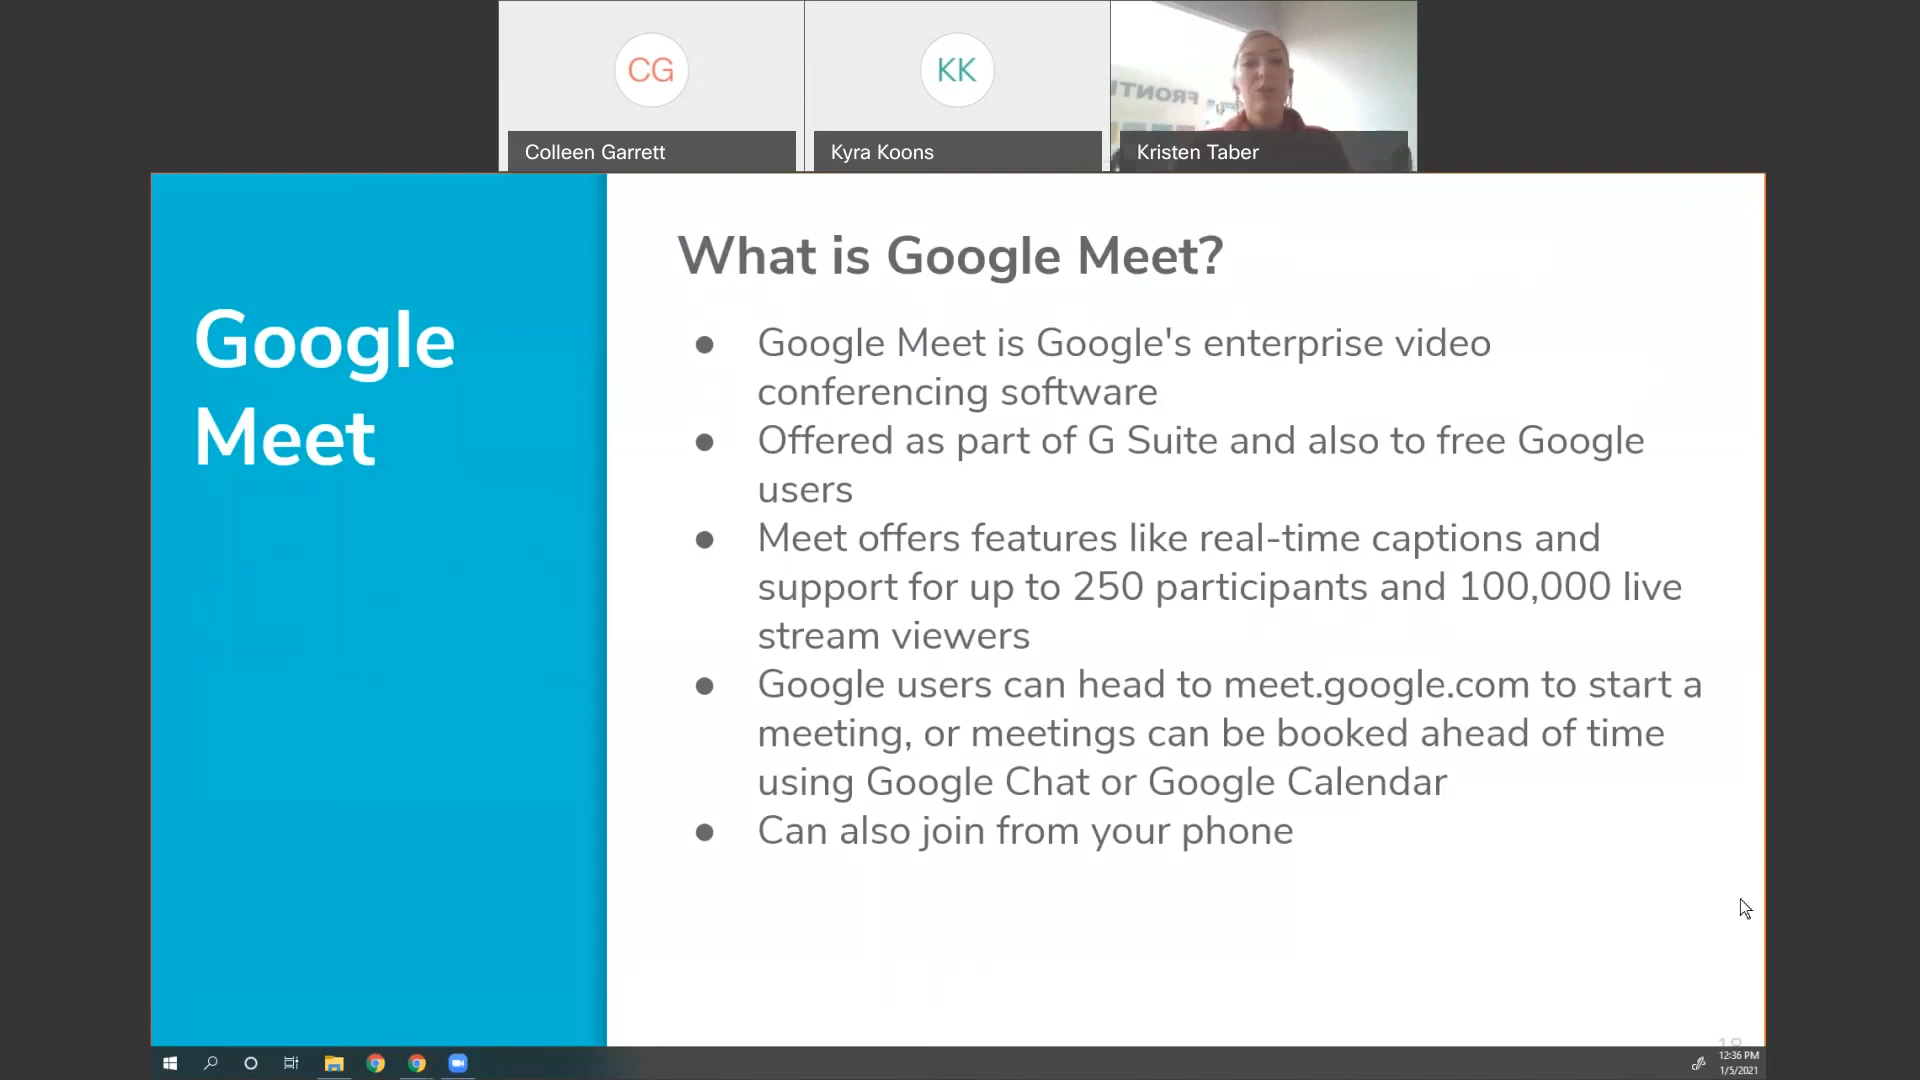 CG
KK
FRONTI
Colleen Garrett
Kyra Koons
Kristen Taber
Google
Meet
What is Google Meet?
● Google Meet is Google's enterprise video
conferencing software
● Offered as part of G Suite and also to free Google
users
● Meet offers features like real-time captions and
support for up to 250 participants and 100,000 live
stream viewers
● Google users can head to meet.google.com to start a
meeting, or meetings can be booked ahead of time
using Google Chat or Google Calendar
● Can also join from your phone
12:36 PM
1/5/2021